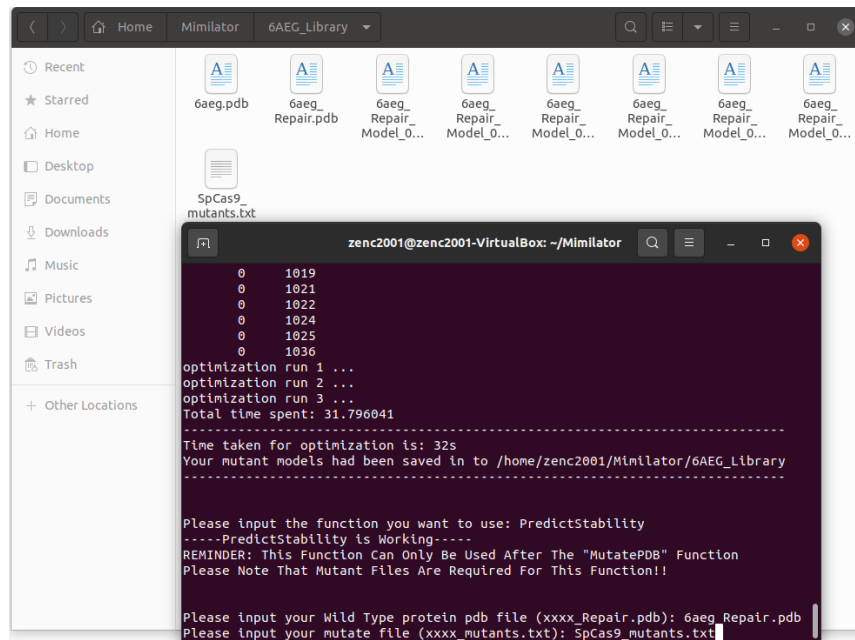 Home Mimilator 6AEG_Library
Recent
Starred
Home
Desktop
Documents
Downloads
Music
Pictures
Videos
Trash
+ Other Locations
6aeg.pdb
6aeg_
Repair.pdb
6aeg_
Repair_
Model_0...
6aeg_
Repair_
Model_0...
6aeg_
Repair_
Model_0...
6aeg_
Repair_
Model_0...
6aeg_
Repair_
Model_0...
6aeg_
Repair_
Model_0...
SpCas9_
mutants.txt
zenc2001@zenc2001-VirtualBox: ~/Mimilator
0 1019
0 1021
0 1022
0 1024
0 1025
0 1036
optimization run 1 ...
optimization run 2 ...
optimization run 3 ...
Total time spent: 31.796041
--------------------------------------------------------------------------------
Time taken for optimization is: 32s
Your mutant models had been saved in to /home/zenc2001/Mimilator/6AEG_Library
--------------------------------------------------------------------------------
Please input the function you want to use: PredictStability
-----PredictStability is Working-----
REMINDER: This Function Can Only Be Used After The "MutatePDB" Function
Please Note That Mutant Files Are Required For This Function!!
Please input your Wild Type protein pdb file (xxxx_Repair.pdb): 6aeg_Repair.pdb
Please input your mutate file (xxxx_mutants.txt): SpCas9_mutants.txt